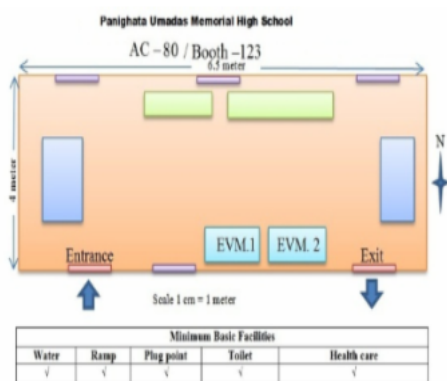 Panighata Umadas Memorial High School
AC -80 / Booth -123
6.5 meter
4 meter
N
EVM.1 EVM. 2
Entrance Exit
Scale 1 cm = 1 meter
Minimum Basic Facilities
Water Ramp Plug point Toilet Health care
√ √ √ √ √